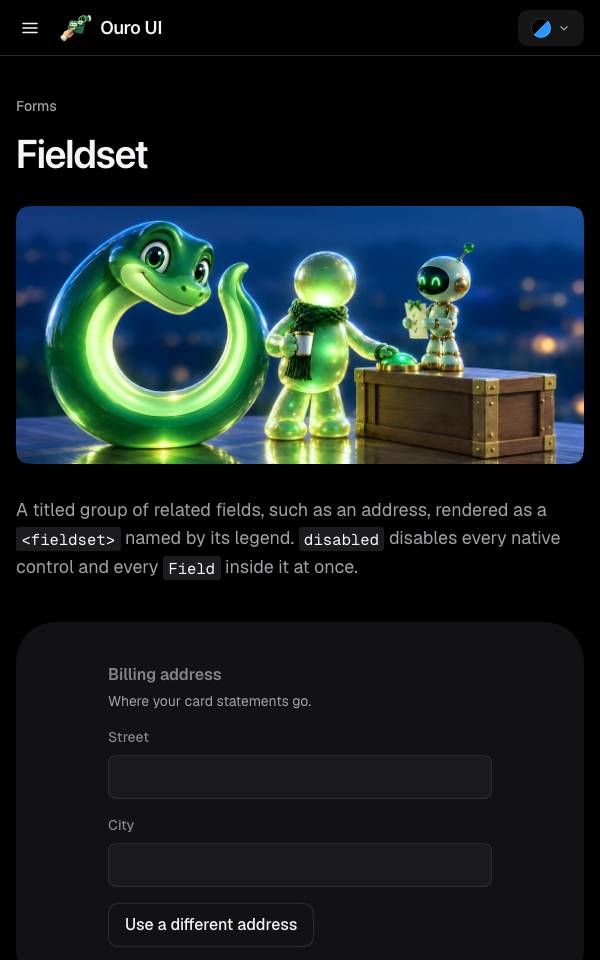 Ouro UI
Forms
Fieldset
A titled group of related fields, such as an address, rendered as a
<fieldset> named by its legend. disabled disables every native
control and every Field inside it at once.
Billing address
Where your card statements go.
Street
City
Use a different address